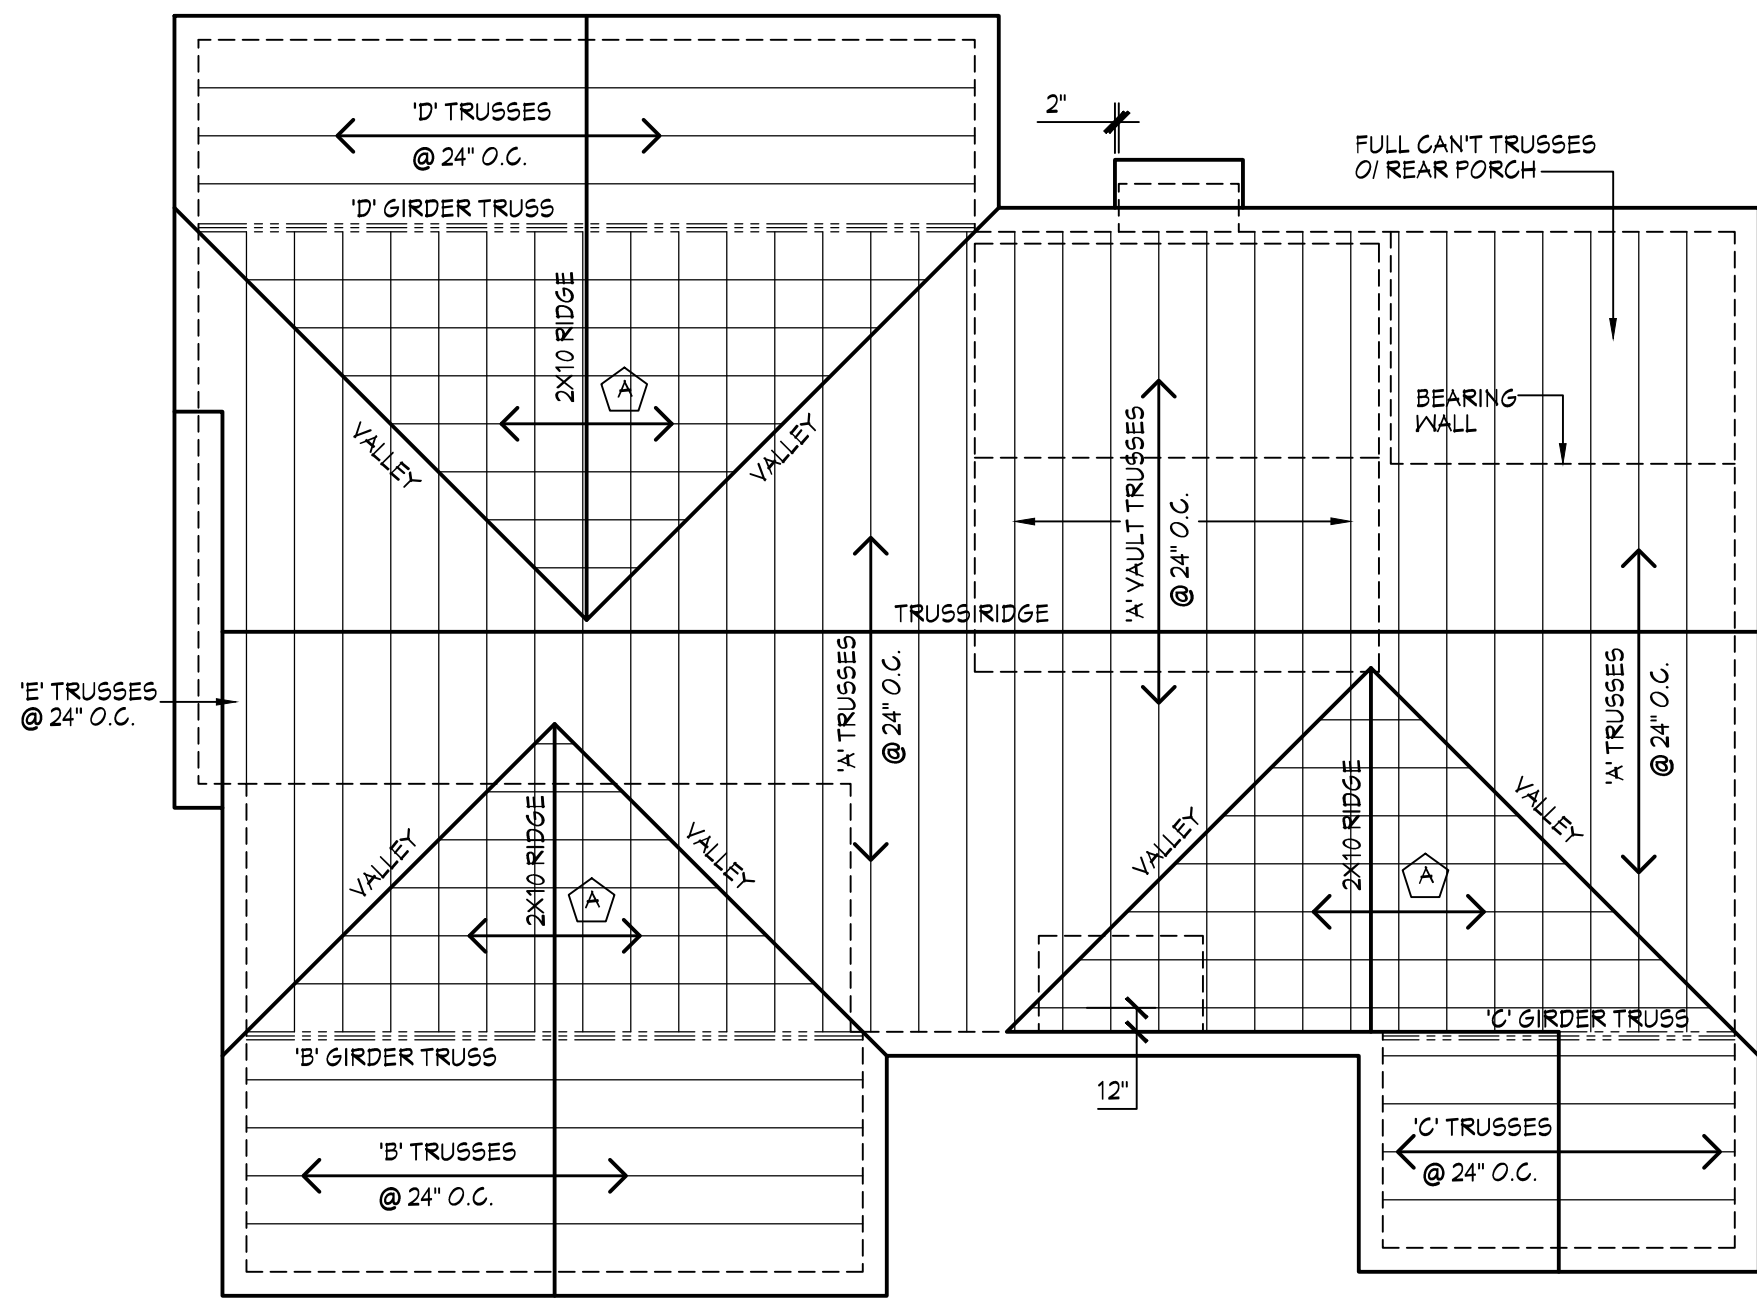 'D' TRUSSES
@ 24" O.C.
'D' GIRDER TRUSS
2"
FULL CAN'T TRUSSES
O/ REAR PORCH
2X10 RIDGE
A
VALLEY
VALLEY
BEARING
WALL
'A' VAULT TRUSSES
@ 24" O.C.
TRUSS RIDGE
'A' TRUSSES
@ 24" O.C.
'A' TRUSSES
@ 24" O.C.
'E' TRUSSES
@ 24" O.C.
2X10 RIDGE
A
VALLEY
VALLEY
2X10 RIDGE
A
VALLEY
VALLEY
'B' GIRDER TRUSS
'C' GIRDER TRUSS
12"
'B' TRUSSES
@ 24" O.C.
'C' TRUSSES
@ 24" O.C.